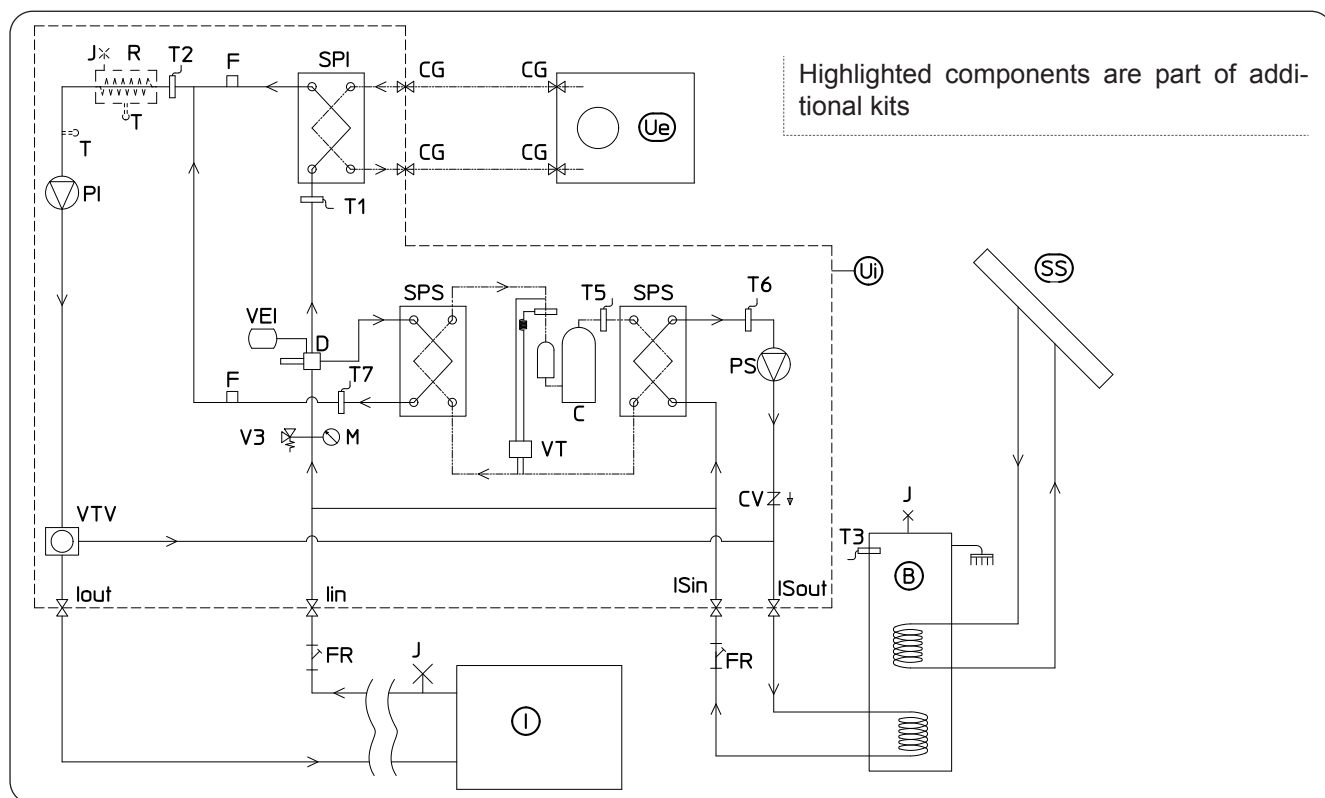 J R T2 F SPI CG CG
Highlighted components are part of addi-
tional kits
T T Ue
PI CG CG
T1
Ui SS
SPS T5 SPS T6
VEI D
PS
F T7
C
V3 M VT
CV J
VTV T3
B
Iout Iin ISin ISout
FR J FR
I